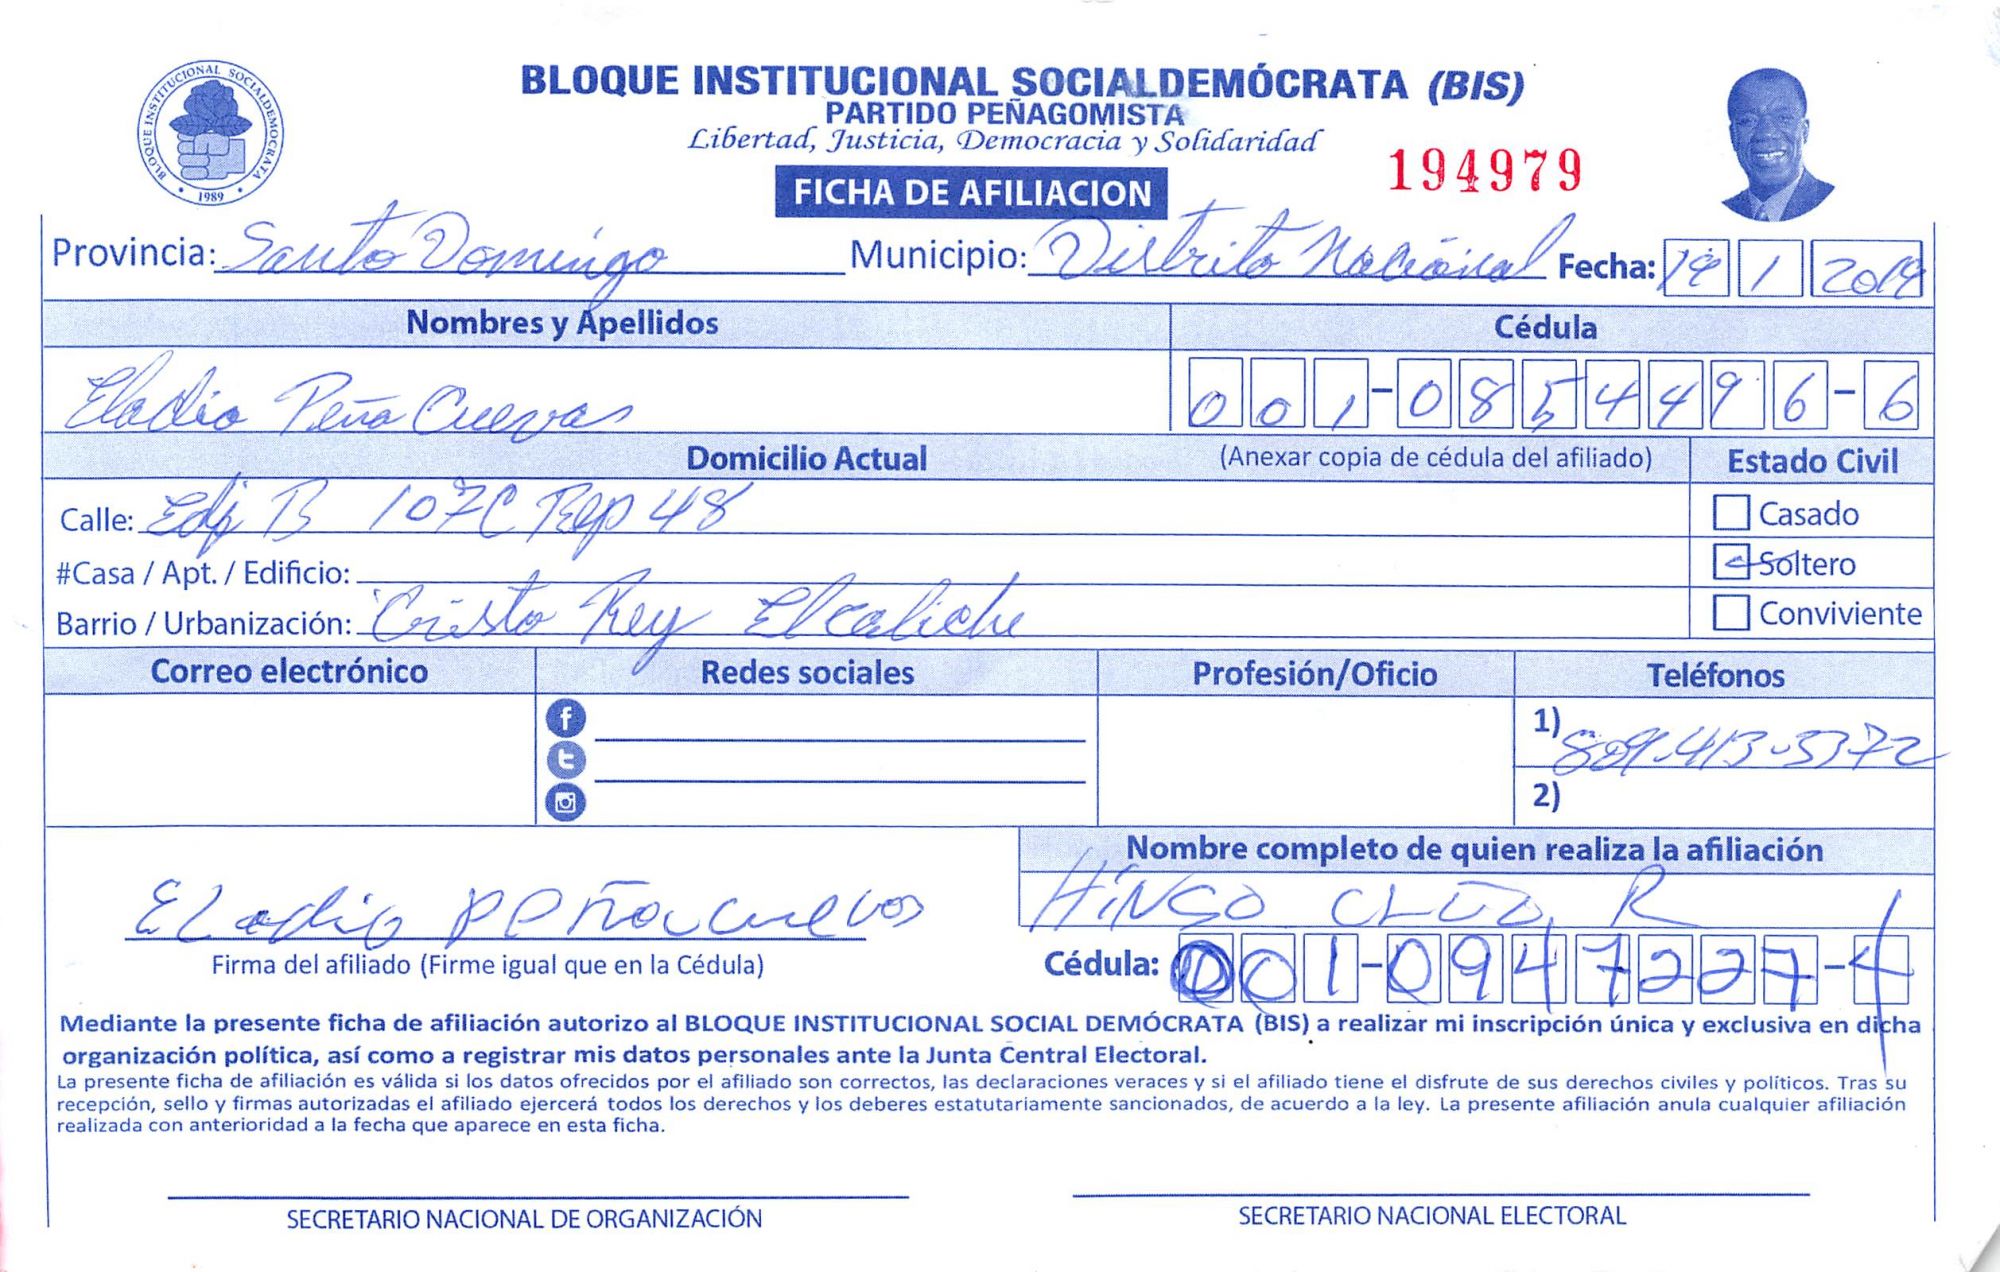 BLOQUE INSTITUCIONAL SOCIALDEMÓCRATA (BIS)
PARTIDO PEÑAGOMISTA
Libertad, Justicia, Democracia y Solidaridad
BLOQUE INSTITUCIONAL SOCIALDEMOCRATA
1989
194979
FICHA DE AFILIACION
Provincia: Santo Domingo Municipio: Distrito Nacional Fecha: 19 1 2019
Nombres y Apellidos Cédula
Eladio Peña Cuevas 001-0854496-6
Domicilio Actual (Anexar copia de cédula del afiliado) Estado Civil
Calle: Edf B 107C Rep 48 Casado
#Casa / Apt. / Edificio: Soltero
Barrio / Urbanización: Cristo Rey El caliche Conviviente
Correo electrónico Redes sociales Profesión/Oficio Teléfonos
1) 809-413-5372
2)
Nombre completo de quien realiza la afiliación
R
Eladio Peña cuevas
Firma del afiliado (Firme igual que en la Cédula) Cédula: 001-0947227-4
Mediante la presente ficha de afiliación autorizo al BLOQUE INSTITUCIONAL SOCIAL DEMÓCRATA (BIS) a realizar mi inscripción única y exclusiva en dicha
organización política, así como a registrar mis datos personales ante la Junta Central Electoral.
La presente ficha de afiliación es válida si los datos ofrecidos por el afiliado son correctos, las declaraciones veraces y si el afiliado tiene el disfrute de sus derechos civiles y políticos. Tras su
recepción, sello y firmas autorizadas el afiliado ejercerá todos los derechos y los deberes estatutariamente sancionados, de acuerdo a la ley. La presente afiliación anula cualquier afiliación
realizada con anterioridad a la fecha que aparece en esta ficha.
SECRETARIO NACIONAL DE ORGANIZACIÓN SECRETARIO NACIONAL ELECTORAL